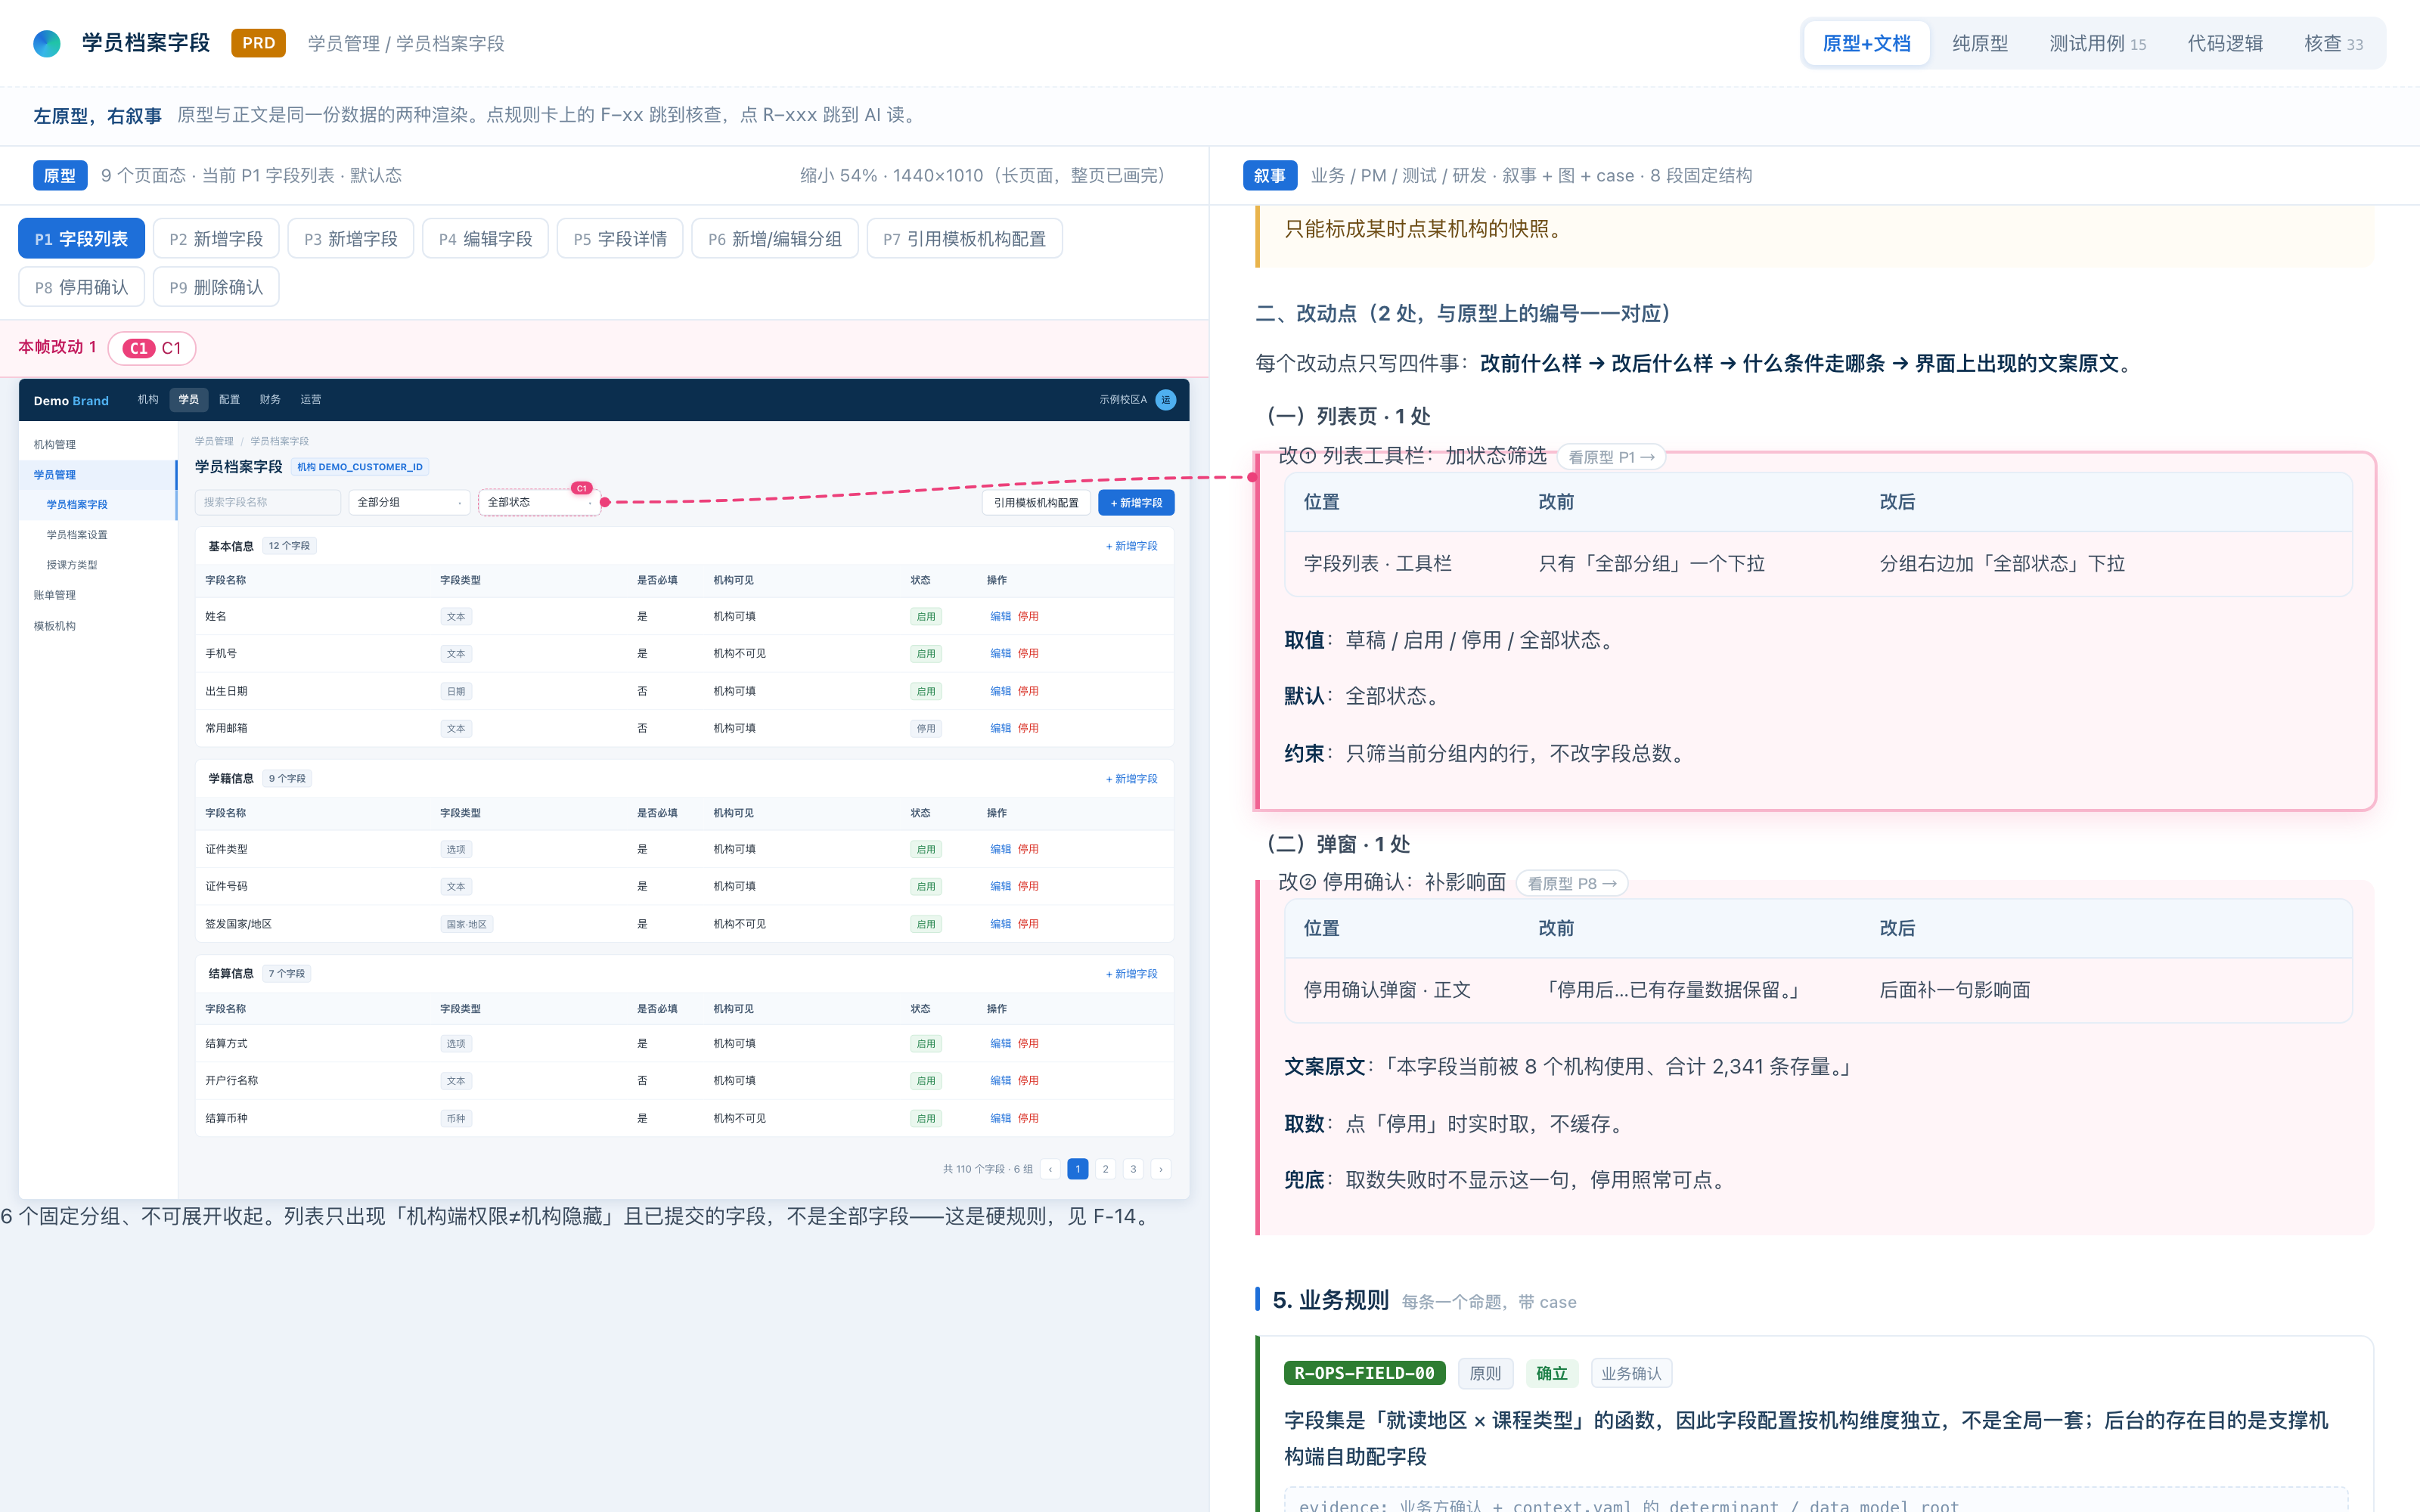 学员档案字段 PRD 学员管理 / 学员档案字段
原型+文档 纯原型 测试用例 15 代码逻辑 核查 33
左原型，右叙事 原型与正文是同一份数据的两种渲染。点规则卡上的 F-xx 跳到核查，点 R-xxx 跳到 AI 读。
原型 9 个页面态 · 当前 P1 字段列表 · 默认态 缩小 54% · 1440×1010（长页面，整页已画完）
P1 字段列表 P2 新增字段 P3 新增字段 P4 编辑字段 P5 字段详情 P6 新增/编辑分组 P7 引用模板机构配置
P8 停用确认 P9 删除确认
本帧改动 1 C1 C1
Demo Brand 机构 学员 配置 财务 运营 示例校区A 运
机构管理
学员管理
学员档案字段
学员档案设置
授课方类型
账单管理
模板机构
学员管理 / 学员档案字段
学员档案字段 机构 DEMO_CUSTOMER_ID
搜索字段名称 全部分组 全部状态 C1 引用模板机构配置 + 新增字段
基本信息 12 个字段 + 新增字段
字段名称 字段类型 是否必填 机构可见 状态 操作
姓名 文本 是 机构可填 启用 编辑 停用
手机号 文本 是 机构不可见 启用 编辑 停用
出生日期 日期 否 机构可填 启用 编辑 停用
常用邮箱 文本 否 机构可填 停用 编辑 停用
学籍信息 9 个字段 + 新增字段
字段名称 字段类型 是否必填 机构可见 状态 操作
证件类型 选项 是 机构可填 启用 编辑 停用
证件号码 文本 是 机构可填 启用 编辑 停用
签发国家/地区 国家·地区 是 机构不可见 启用 编辑 停用
结算信息 7 个字段 + 新增字段
字段名称 字段类型 是否必填 机构可见 状态 操作
结算方式 选项 是 机构可填 启用 编辑 停用
开户行名称 文本 否 机构可填 启用 编辑 停用
结算币种 币种 是 机构不可见 启用 编辑 停用
共 110 个字段 · 6 组 ‹ 1 2 3 ›
6 个固定分组、不可展开收起。列表只出现「机构端权限≠机构隐藏」且已提交的字段，不是全部字段——这是硬规则，见 F-14。
叙事 业务 / PM / 测试 / 研发 · 叙事 + 图 + case · 8 段固定结构
只能标成某时点某机构的快照。
二、改动点（2 处，与原型上的编号一一对应）
每个改动点只写四件事：改前什么样 → 改后什么样 → 什么条件走哪条 → 界面上出现的文案原文。
（一）列表页 · 1 处
改① 列表工具栏：加状态筛选 看原型 P1 →
位置 改前 改后
字段列表 · 工具栏 只有「全部分组」一个下拉 分组右边加「全部状态」下拉
取值：草稿 / 启用 / 停用 / 全部状态。
默认：全部状态。
约束：只筛当前分组内的行，不改字段总数。
（二）弹窗 · 1 处
改② 停用确认：补影响面 看原型 P8 →
位置 改前 改后
停用确认弹窗 · 正文 「停用后…已有存量数据保留。」 后面补一句影响面
文案原文：「本字段当前被 8 个机构使用、合计 2,341 条存量。」
取数：点「停用」时实时取，不缓存。
兜底：取数失败时不显示这一句，停用照常可点。
5. 业务规则 每条一个命题，带 case
R-OPS-FIELD-00 原则 确立 业务确认
字段集是「就读地区 × 课程类型」的函数，因此字段配置按机构维度独立，不是全局一套；后台的存在目的是支撑机
构端自助配字段
evidence: 业务方确认 + context.yaml 的 determinant / data_model_root